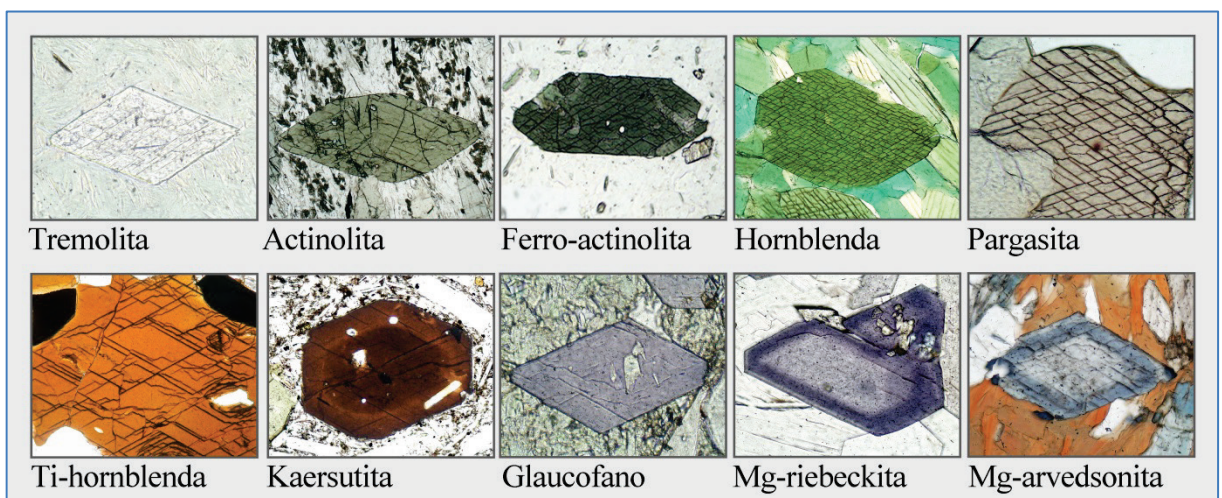 Tremolita
Actinolita
Ferro-actinolita
Hornblenda
Pargasita
Ti-hornblenda
Kaersutita
Glaucofano
Mg-riebeckita
Mg-arvedsonita